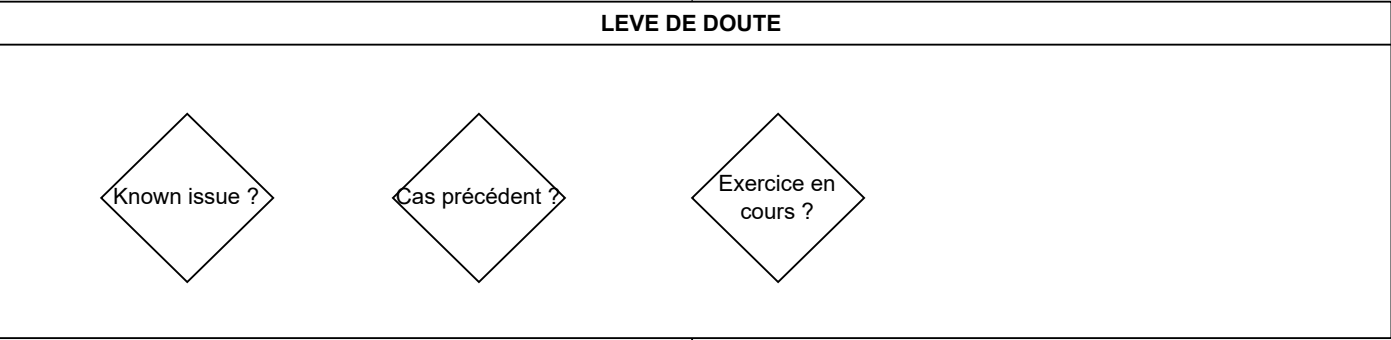 LEVE DE DOUTE
Known issue ?
Cas précédent ?
Exercice en
cours ?